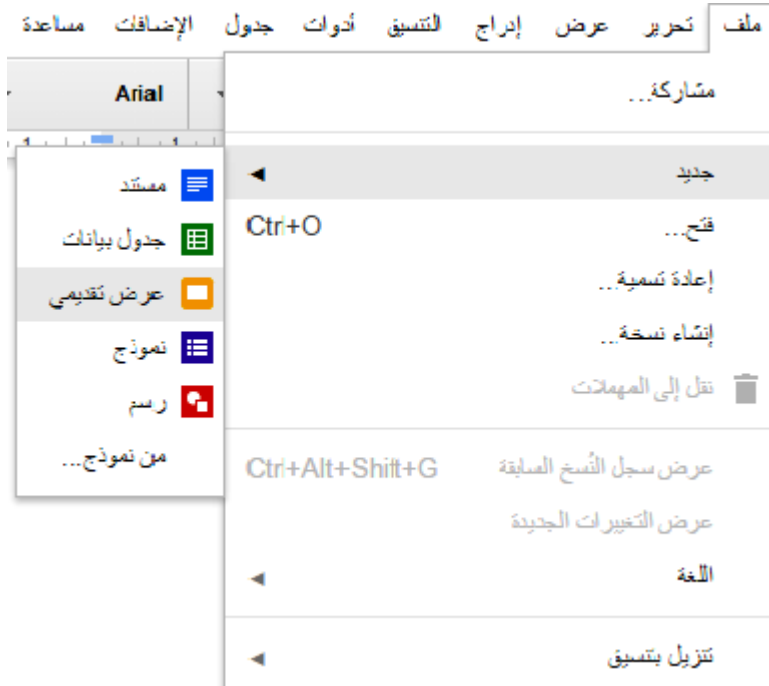 ملف تحرير عرض إدراج التنسيق أدوات جدول الإضافات مساعدة
Arial
مشاركة...
جديد
فتح... Ctrl+O
إعادة تسمية...
إنشاء نسخة...
نقل إلى المهملات
عرض سجل النُسخ السابقة Ctrl+Alt+Shift+G
عرض التغييرات الجديدة
اللغة
تنزيل بتنسيق
مستند
جدول بيانات
عرض تقديمي
نموذج
رسم
من نموذج...